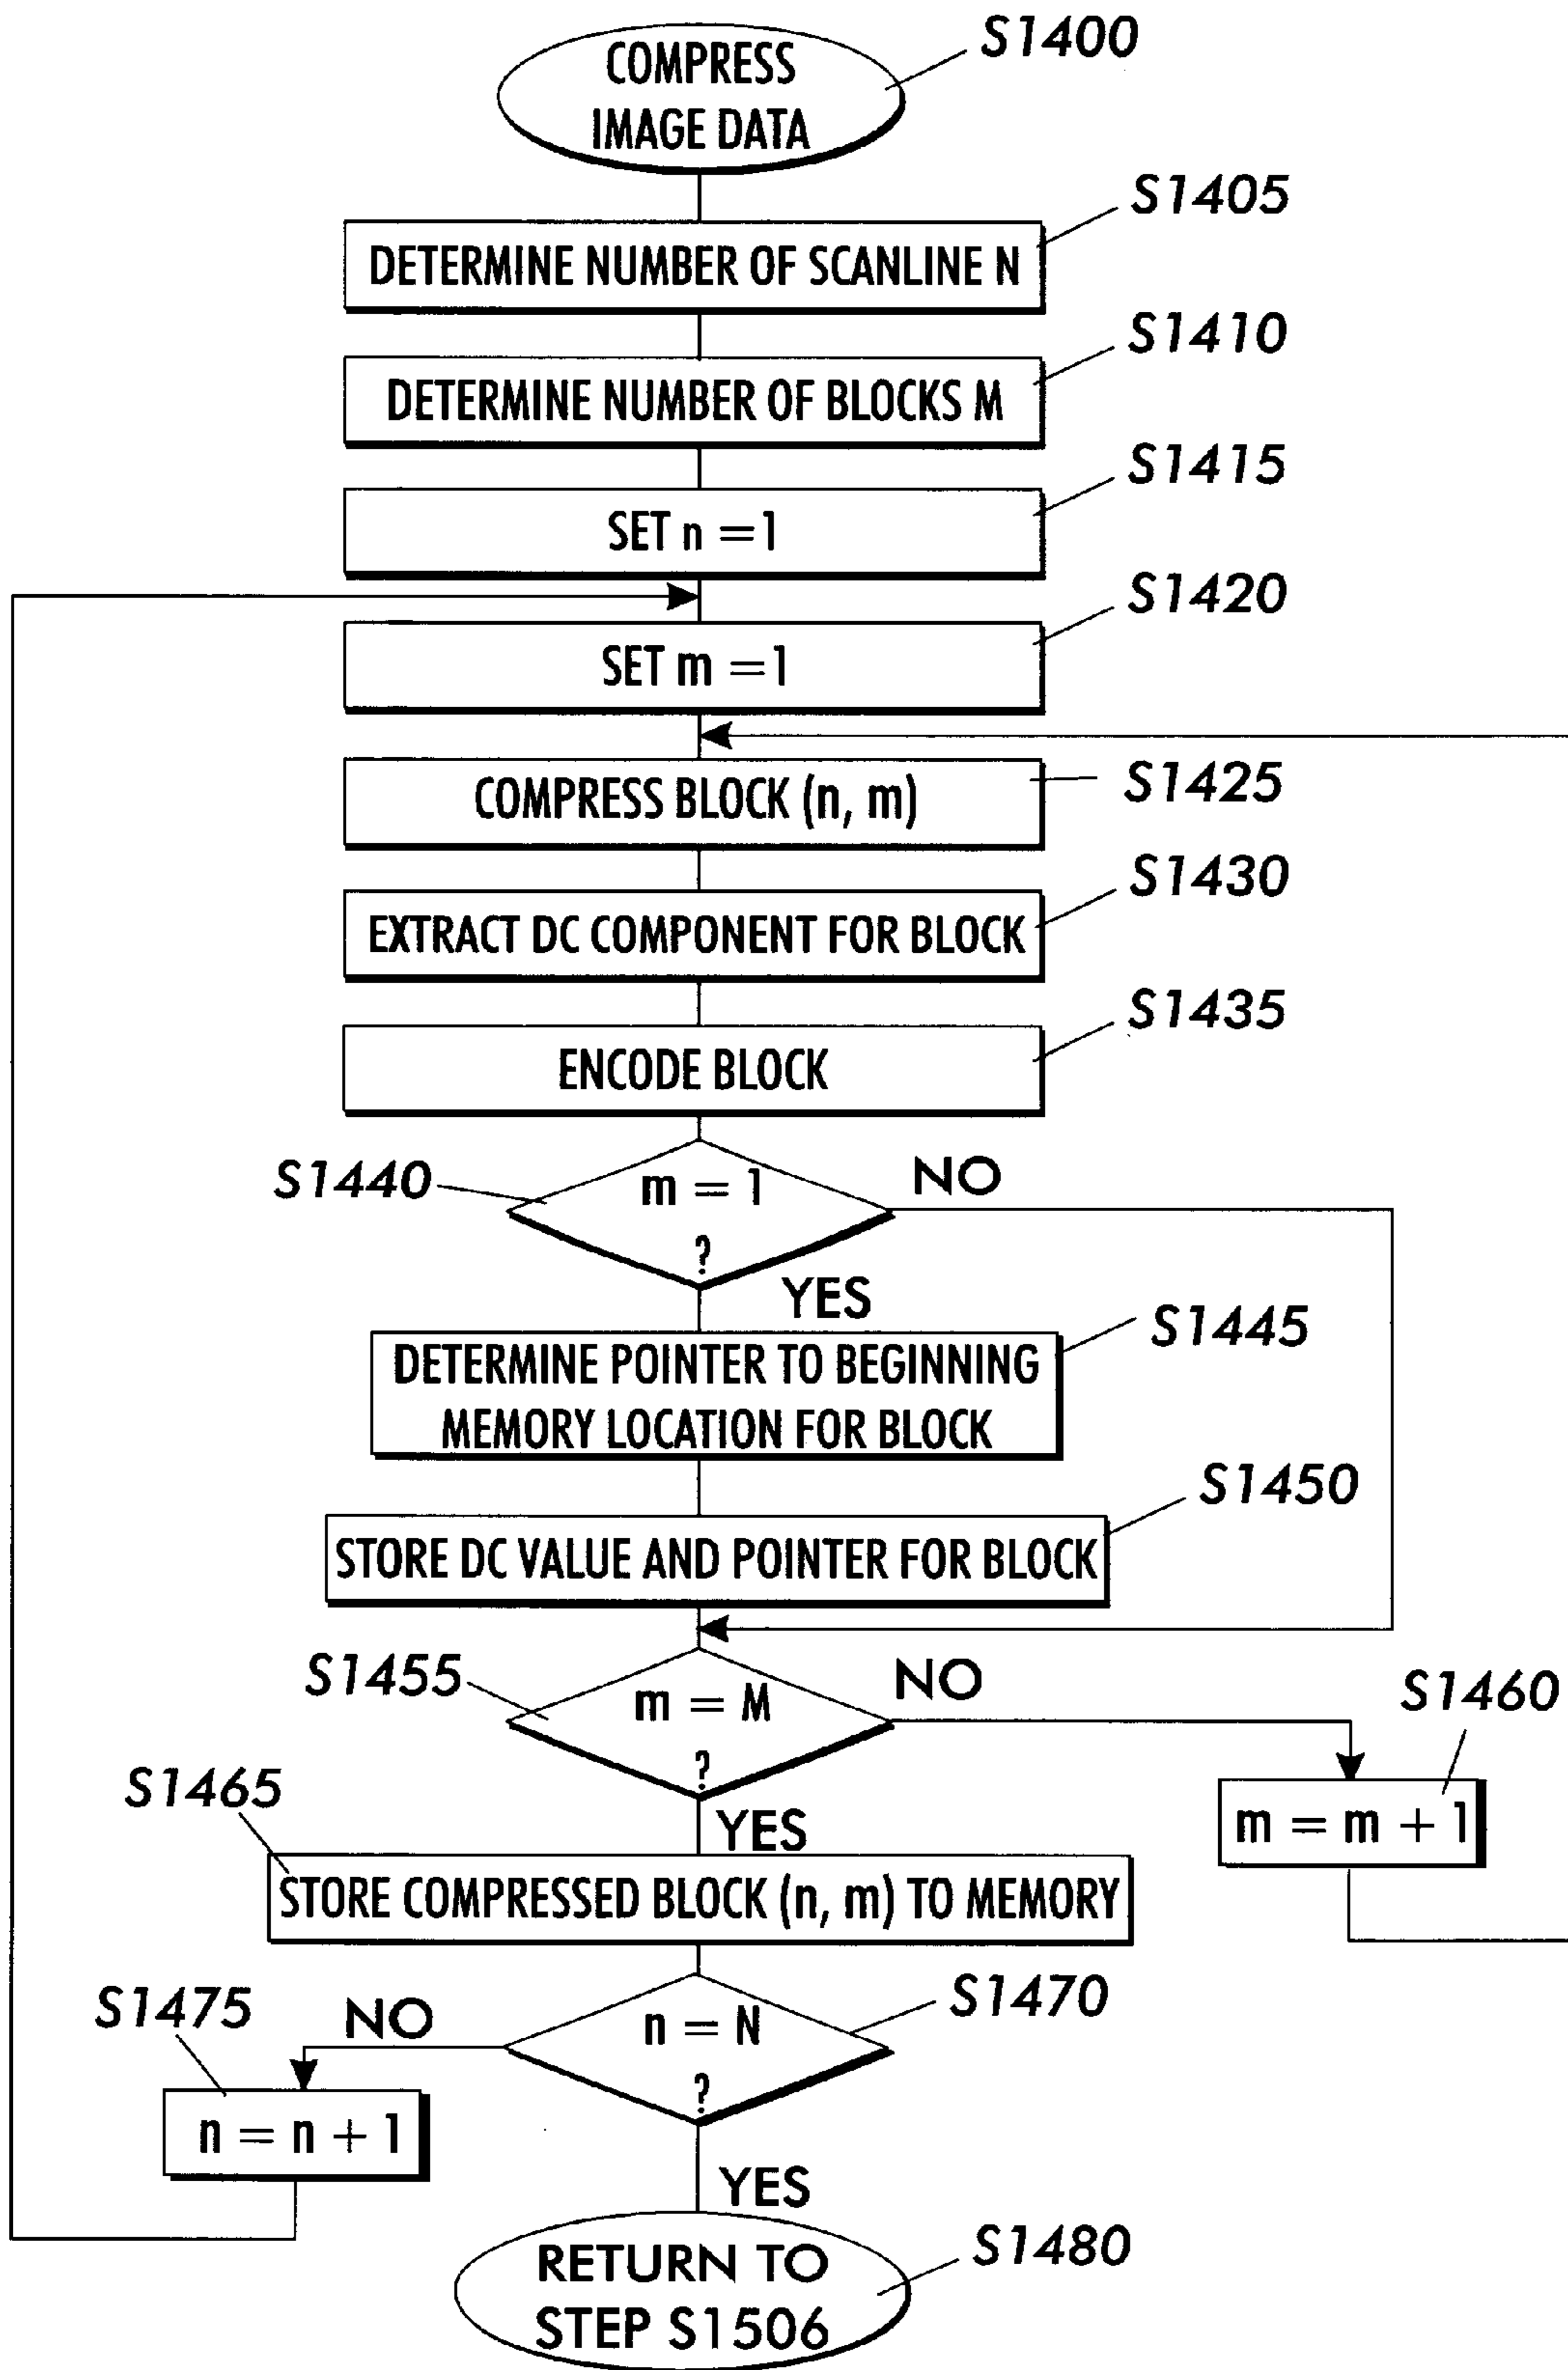 COMPRESS
IMAGE DATA
S1400
S1405
DETERMINE NUMBER OF SCANLINE N
S1410
DETERMINE NUMBER OF BLOCKS M
S1415
SET n = 1
S1420
SET m = 1
S1425
COMPRESS BLOCK (n, m)
S1430
EXTRACT DC COMPONENT FOR BLOCK
S1435
ENCODE BLOCK
S1440
m = 1
?
NO
YES
S1445
DETERMINE POINTER TO BEGINNING
MEMORY LOCATION FOR BLOCK
S1450
STORE DC VALUE AND POINTER FOR BLOCK
S1455
m = M
?
NO
S1460
m = m + 1
YES
S1465
STORE COMPRESSED BLOCK (n, m) TO MEMORY
S1470
n = N
?
NO
S1475
n = n + 1
YES
RETURN TO
STEP S1506
S1480